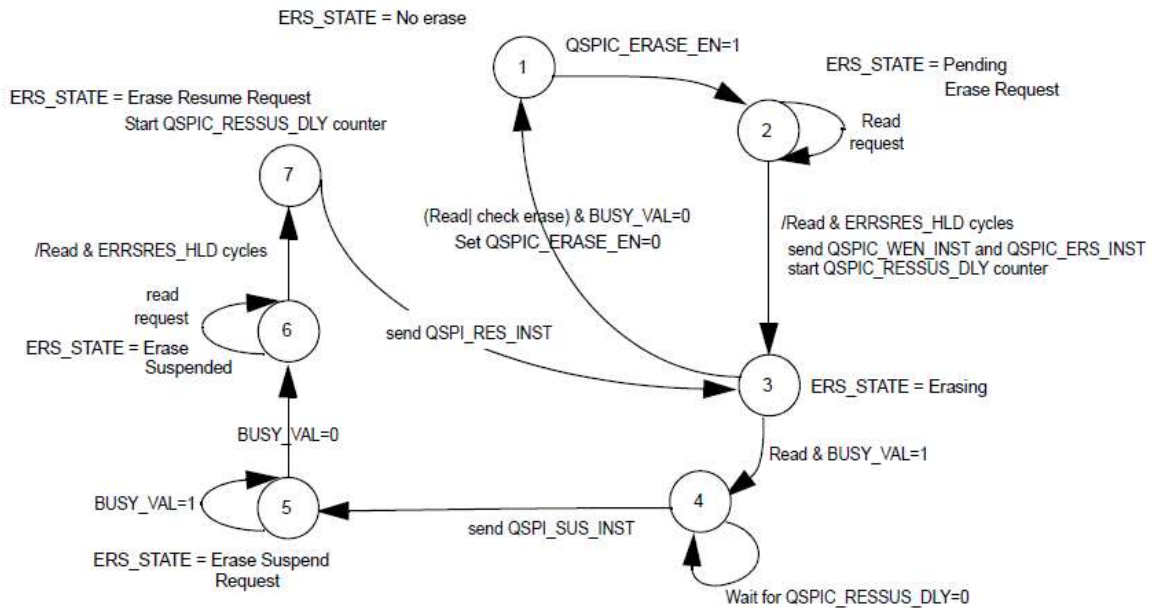 ERS_STATE = No erase
1
QSPIC_ERASE_EN=1
ERS_STATE = Pending
Erase Request
2
Read
request
ERS_STATE = Erase Resume Request
Start QSPIC_RESSUS_DLY counter
7
(Read| check erase) & BUSY_VAL=0
Set QSPIC_ERASE_EN=0
/Read & ERRSRES_HLD cycles
send QSPIC_WEN_INST and QSPIC_ERS_INST
start QSPIC_RESSUS_DLY counter
/Read & ERRSRES_HLD cycles
read
request
6
ERS_STATE = Erase
Suspended
send QSPI_RES_INST
3
ERS_STATE = Erasing
BUSY_VAL=0
Read & BUSY_VAL=1
BUSY_VAL=1
5
4
send QSPI_SUS_INST
ERS_STATE = Erase Suspend
Request
Wait for QSPIC_RESSUS_DLY=0